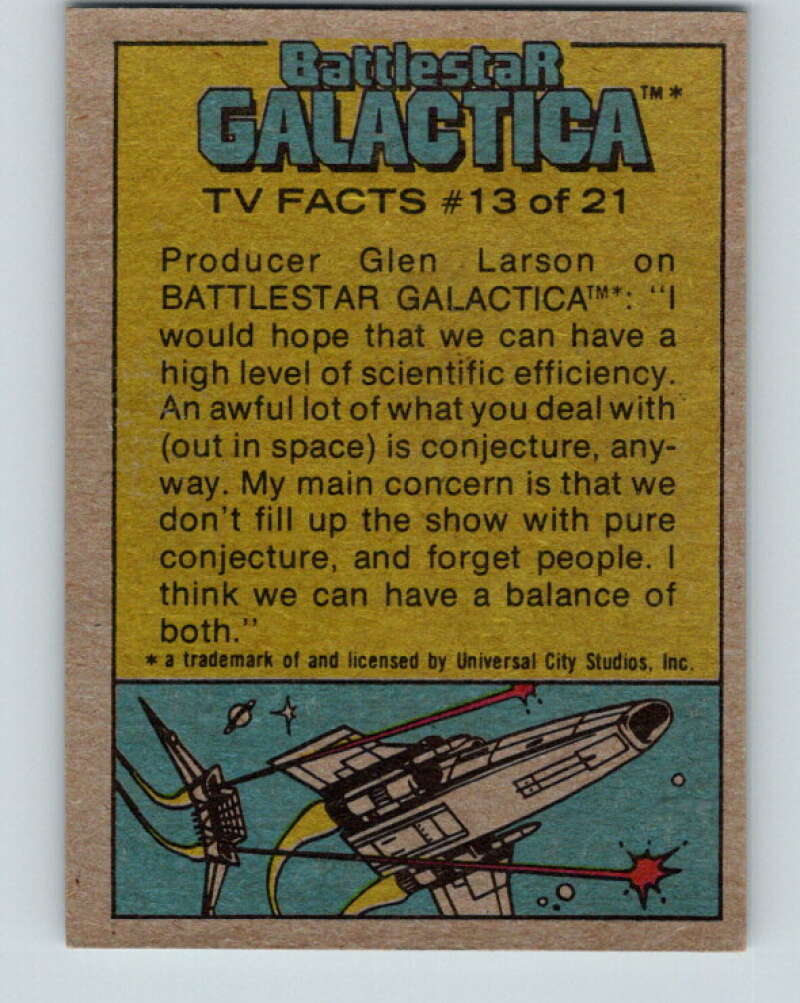 BattlestaR
GALACTICA™*
TV FACTS #13 of 21
Producer Glen Larson on
BATTLESTAR GALACTICA™*: "I
would hope that we can have a
high level of scientific efficiency.
An awful lot of what you deal with
(out in space) is conjecture, any-
way. My main concern is that we
don't fill up the show with pure
conjecture, and forget people. I
think we can have a balance of
both."
* a trademark of and licensed by Universal City Studios, Inc.